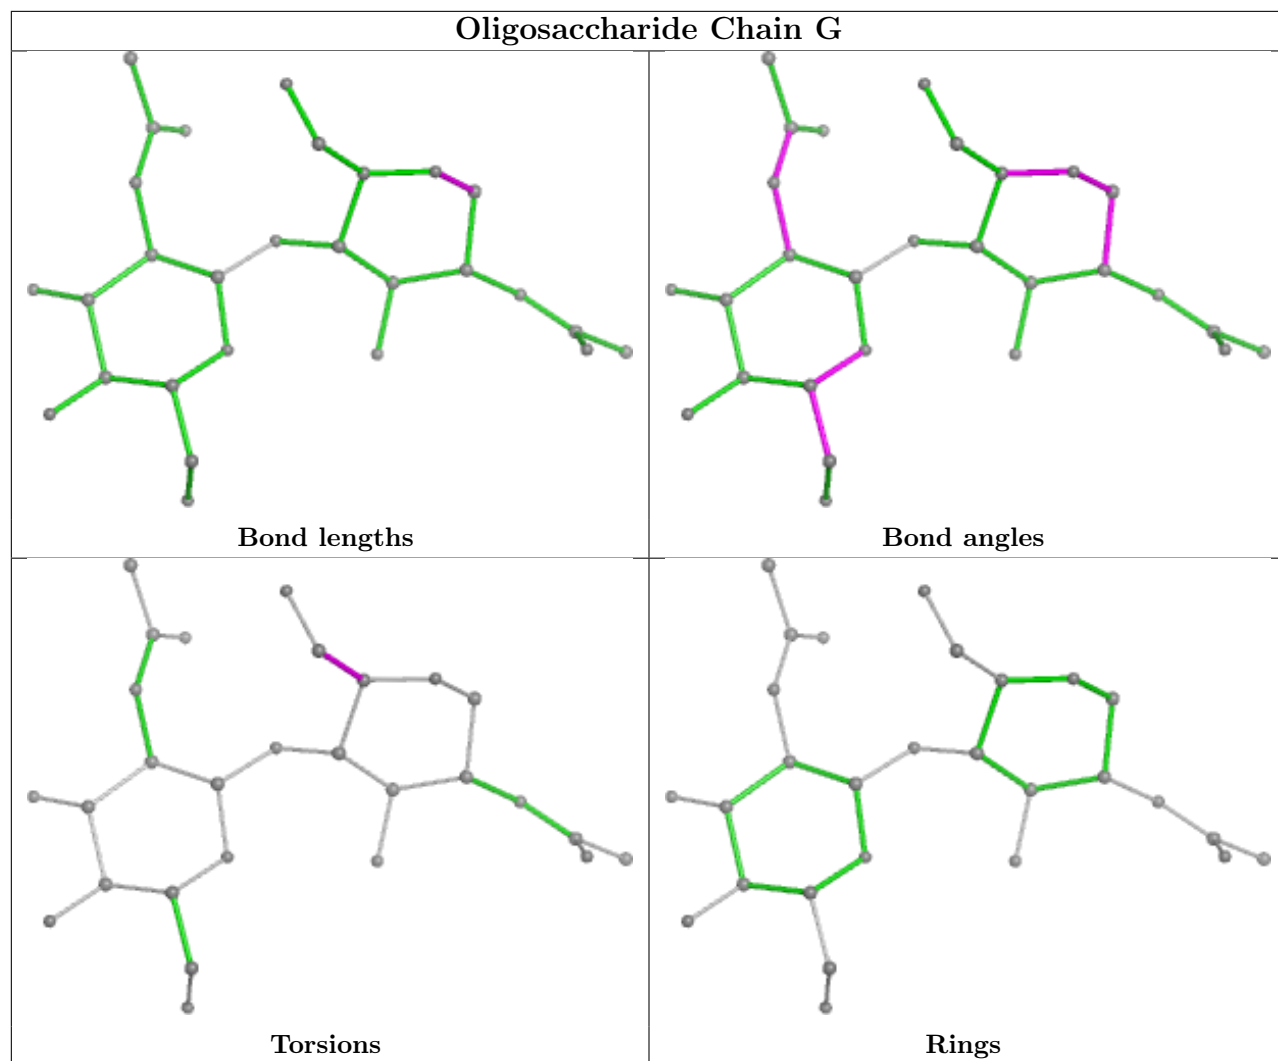 Oligosaccharide Chain G
Bond lengths
Bond angles
Torsions
Rings